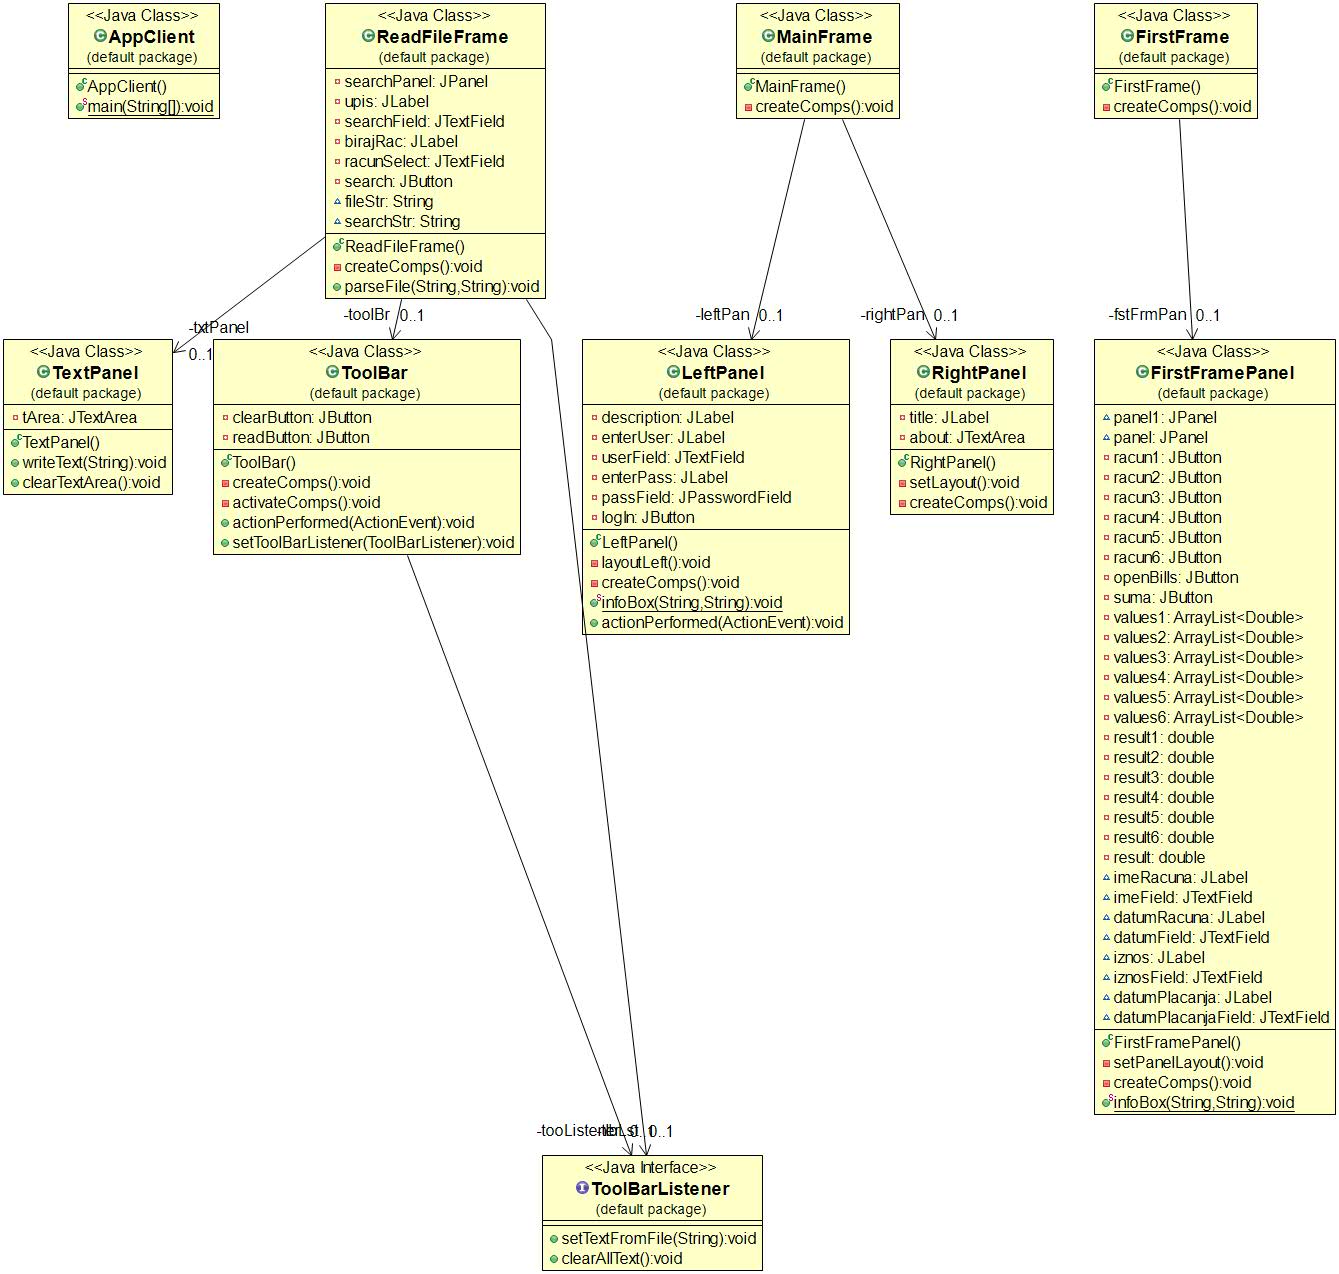 <<Java Class>>
AppClient
(default package)
AppClient()
main(String[]):void
<<Java Class>>
ReadFileFrame
(default package)
searchPanel: JPanel
upis: JLabel
searchField: JTextField
birajRac: JLabel
racunSelect: JTextField
search: JButton
fileStr: String
searchStr: String
ReadFileFrame()
createComps():void
parseFile(String,String):void
<<Java Class>>
MainFrame
(default package)
MainFrame()
createComps():void
<<Java Class>>
FirstFrame
(default package)
FirstFrame()
createComps():void
-txtPanel
0..1
-toolBr 0..1
-leftPan 0..1
-rightPan 0..1
-fstFrmPan 0..1
<<Java Class>>
TextPanel
(default package)
tArea: JTextArea
TextPanel()
writeText(String):void
clearTextArea():void
<<Java Class>>
ToolBar
(default package)
clearButton: JButton
readButton: JButton
ToolBar()
createComps():void
activateComps():void
actionPerformed(ActionEvent):void
setToolBarListener(ToolBarListener):void
<<Java Class>>
LeftPanel
(default package)
description: JLabel
enterUser: JLabel
userField: JTextField
enterPass: JLabel
passField: JPasswordField
logIn: JButton
LeftPanel()
layoutLeft():void
createComps():void
infoBox(String,String):void
actionPerformed(ActionEvent):void
<<Java Class>>
RightPanel
(default package)
title: JLabel
about: JTextArea
RightPanel()
setLayout():void
createComps():void
<<Java Class>>
FirstFramePanel
(default package)
panel1: JPanel
panel: JPanel
racun1: JButton
racun2: JButton
racun3: JButton
racun4: JButton
racun5: JButton
racun6: JButton
openBills: JButton
suma: JButton
values1: ArrayList<Double>
values2: ArrayList<Double>
values3: ArrayList<Double>
values4: ArrayList<Double>
values5: ArrayList<Double>
values6: ArrayList<Double>
result1: double
result2: double
result3: double
result4: double
result5: double
result6: double
result: double
imeRacuna: JLabel
imeField: JTextField
datumRacuna: JLabel
datumField: JTextField
iznos: JLabel
iznosField: JTextField
datumPlacanja: JLabel
datumPlacanjaField: JTextField
FirstFramePanel()
setPanelLayout():void
createComps():void
infoBox(String,String):void
0..1 0..1
<<Java Interface>>
ToolBarListener
(default package)
setTextFromFile(String):void
clearAllText():void